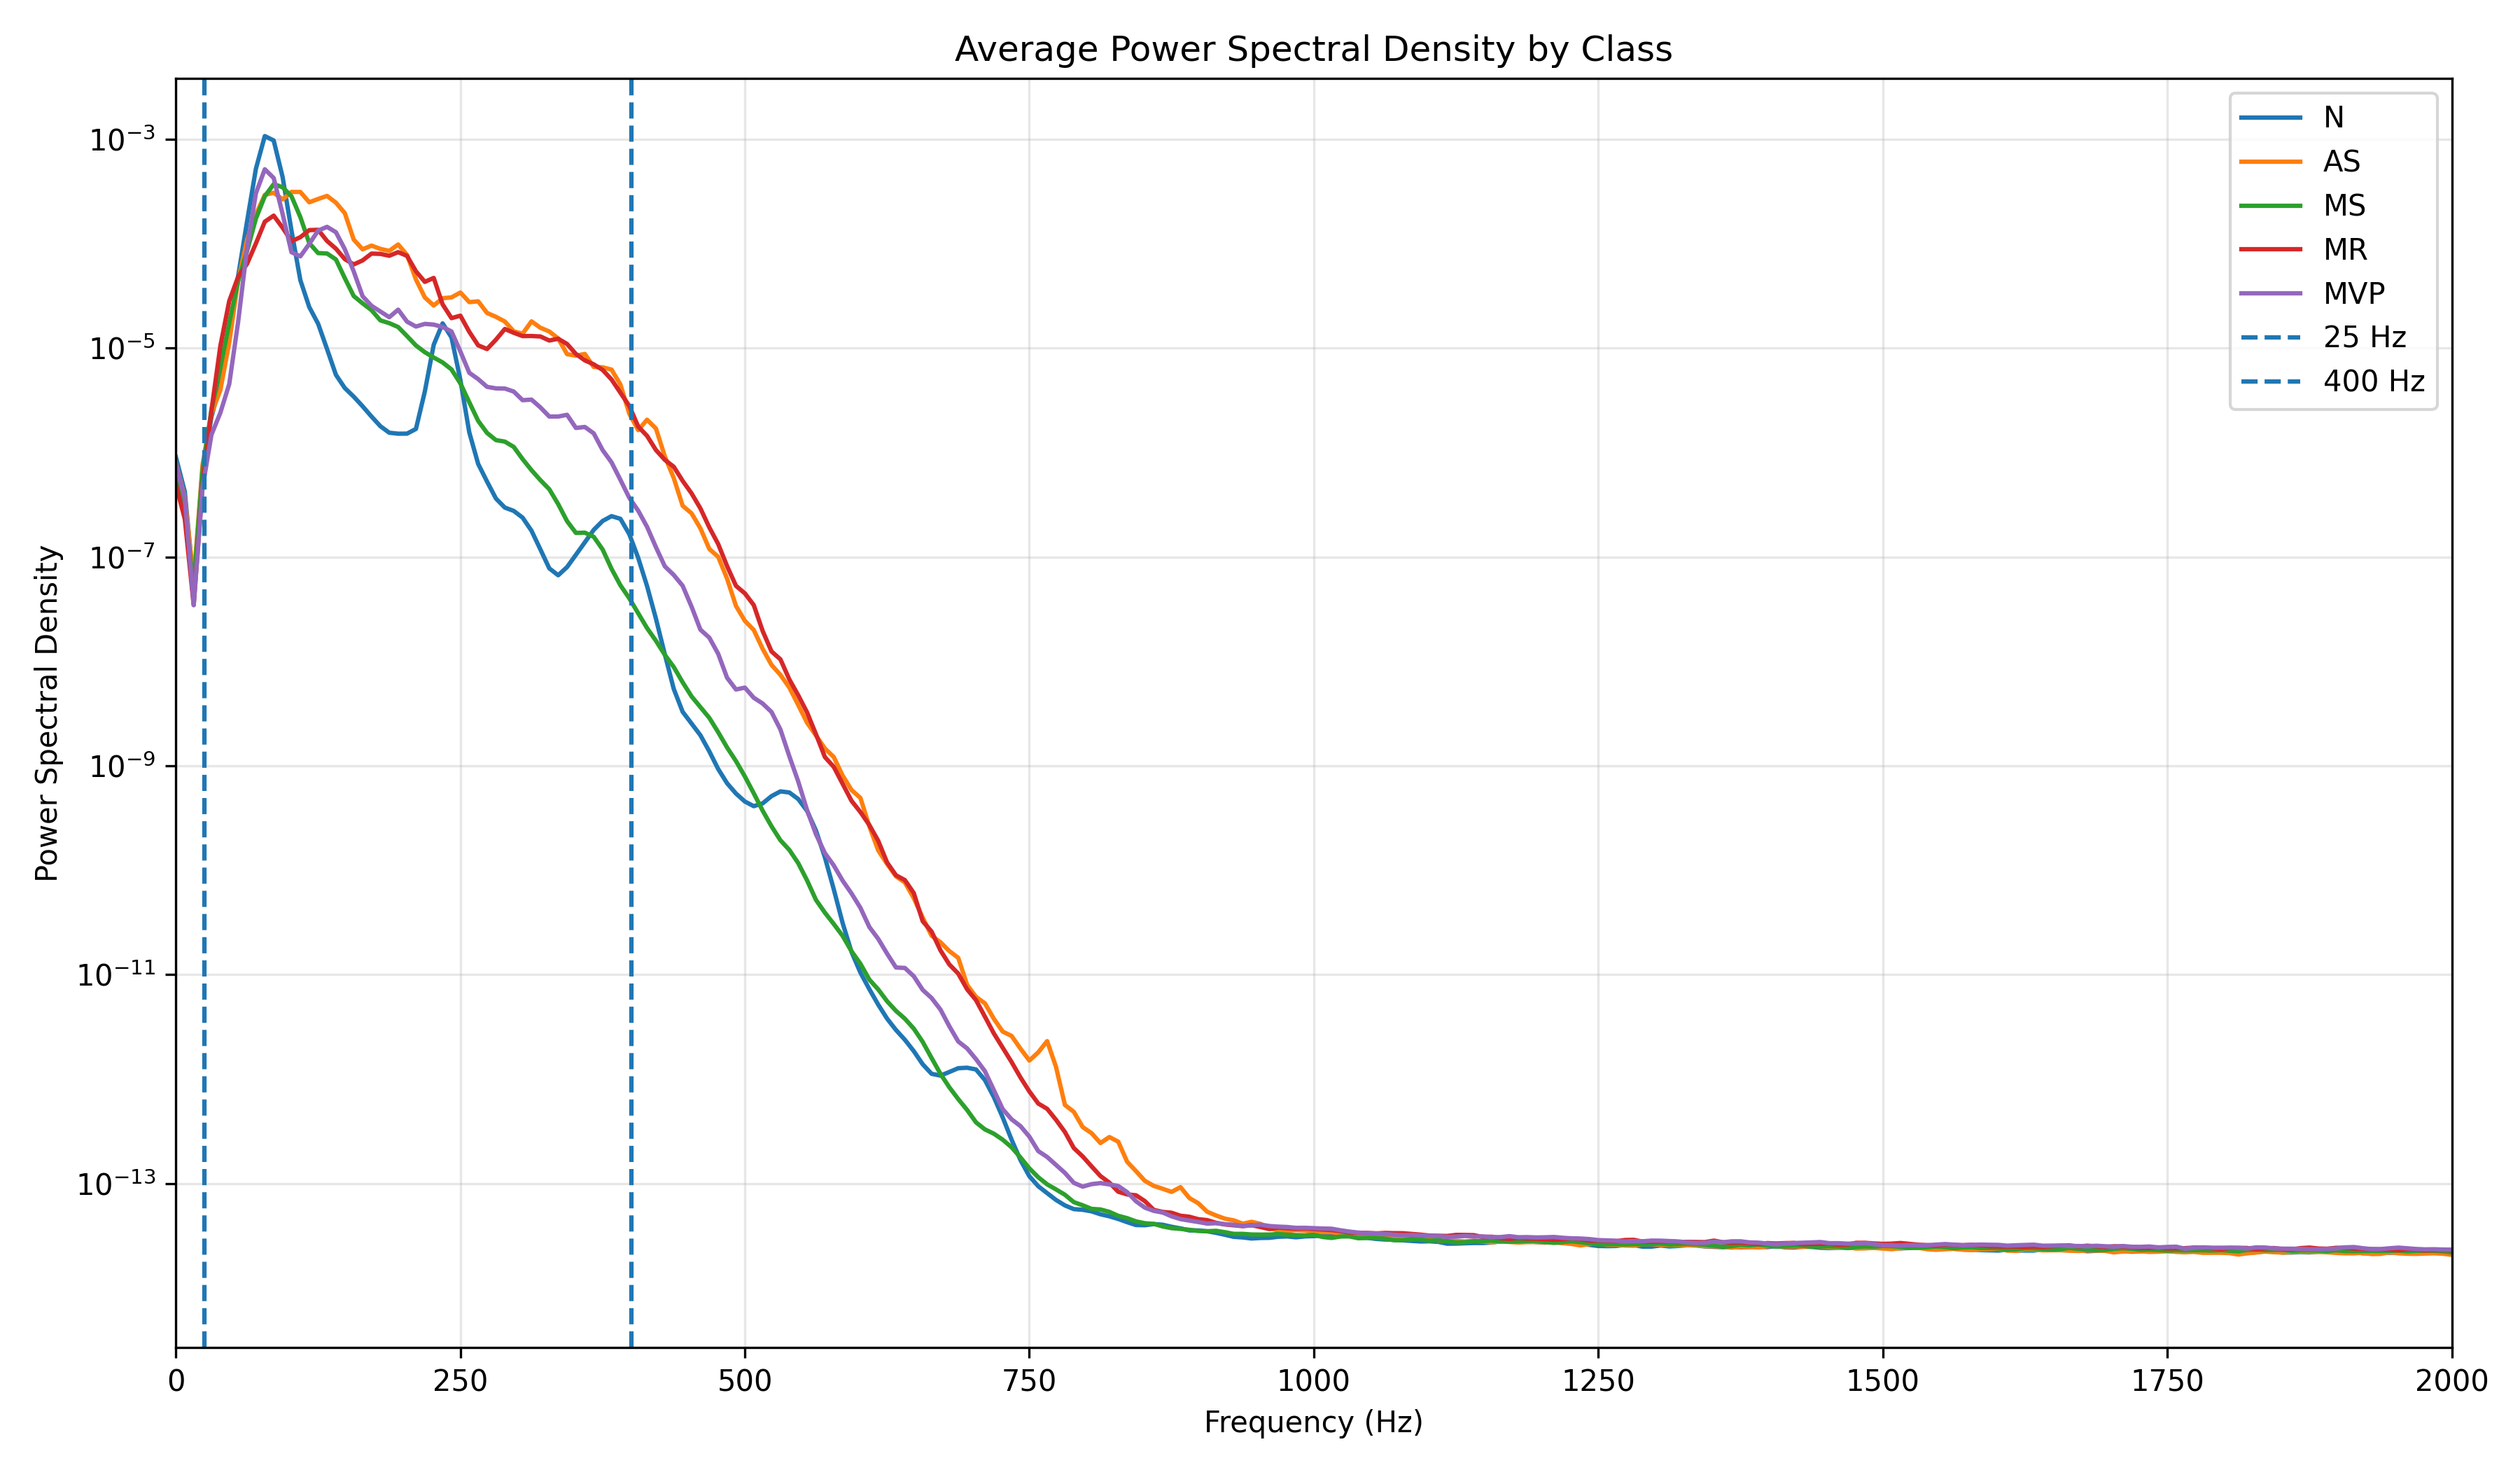 Average Power Spectral Density by Class
Power Spectral Density
10⁻³
10⁻⁵
10⁻⁷
10⁻⁹
10⁻¹¹
10⁻¹³
N
AS
MS
MR
MVP
25 Hz
400 Hz
0 250 500 750 1000 1250 1500 1750 2000
Frequency (Hz)